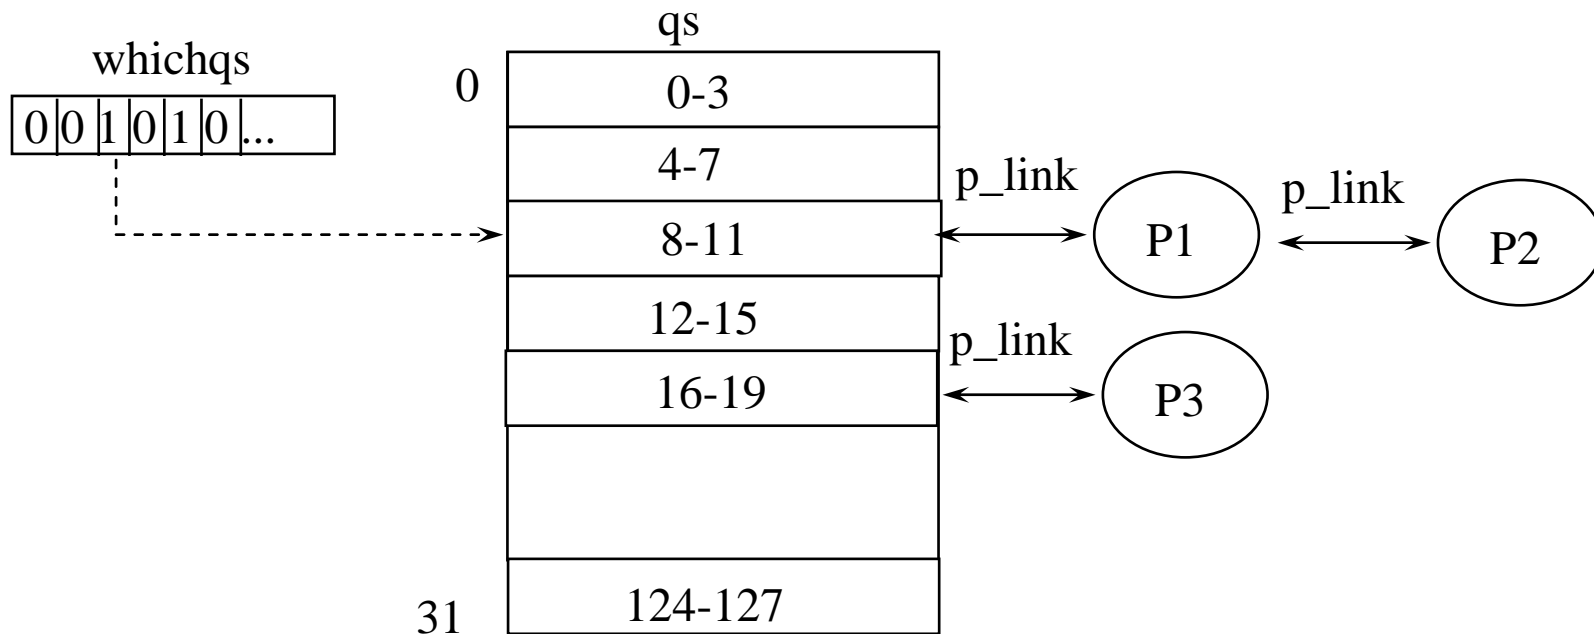 qs
whichqs
0 0 1 0 1 0 ...
0
0-3
4-7
p_link
p_link
8-11
P1
P2
12-15
p_link
16-19
P3
31
124-127